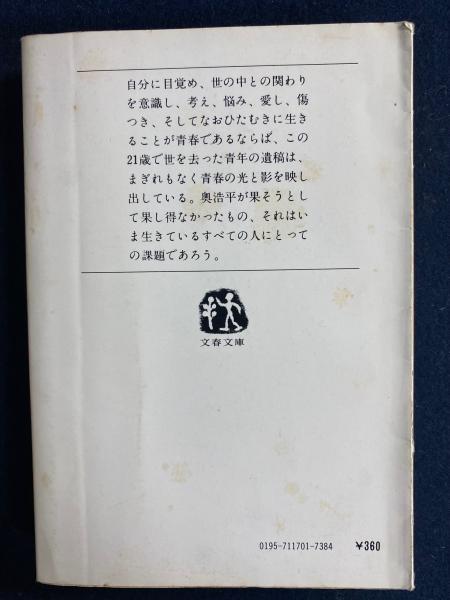 自分に目覚め、世の中との関わり
を意識し、考え、悩み、愛し、傷
つき、そしてなおひたむきに生き
ることが青春であるならば、この
21歳で世を去った青年の遺稿は、
まぎれもなく青春の光と影を映し
出している。奥浩平が果そうとし
て果し得なかったもの、それはい
ま生きているすべての人にとって
の課題であろう。
文春文庫
0195-711701-7384 ¥360